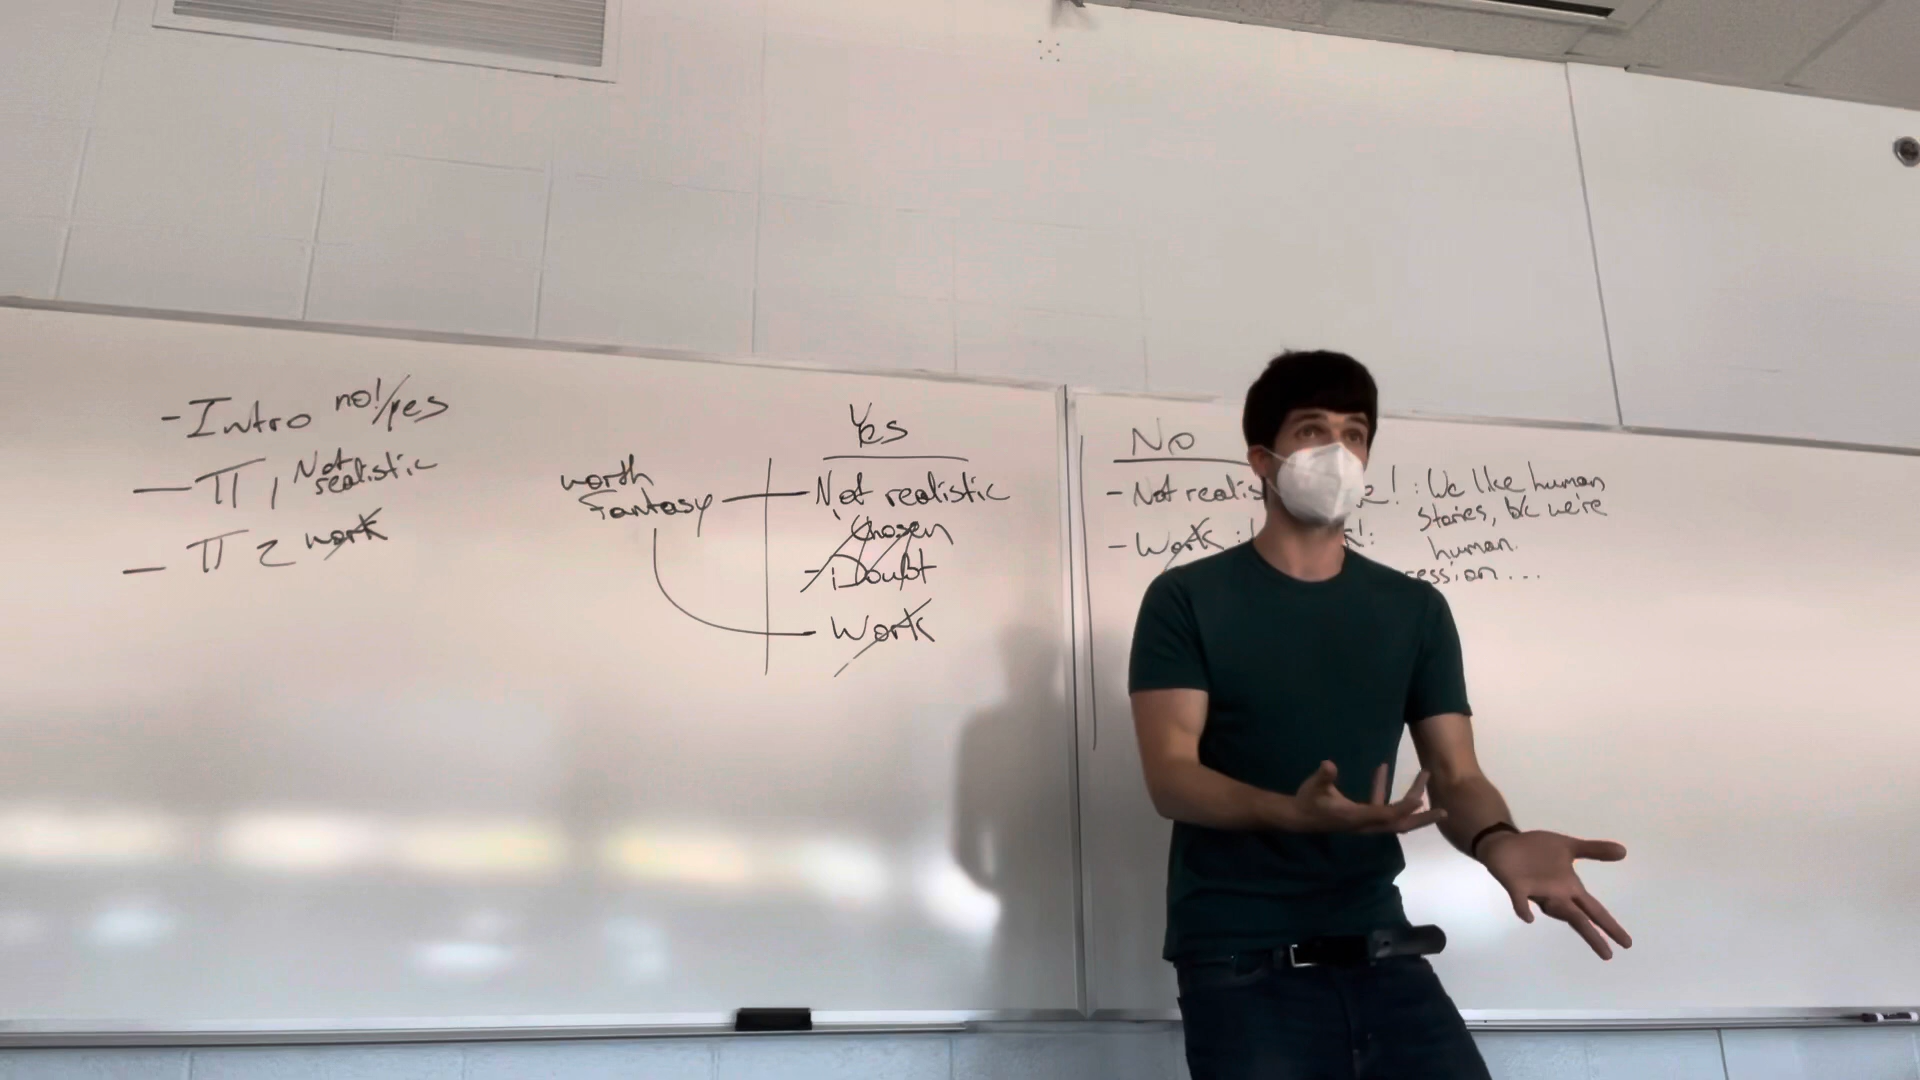 - Intro no!/yes
- ¶1 Not realistic
- ¶2 work
worth fantasy
Yes
- Not realistic
- Chosen
- Doubt
- Work
No
- Not realis
e! : We like human
stories, b/c we're
human.
- Work :
ession...